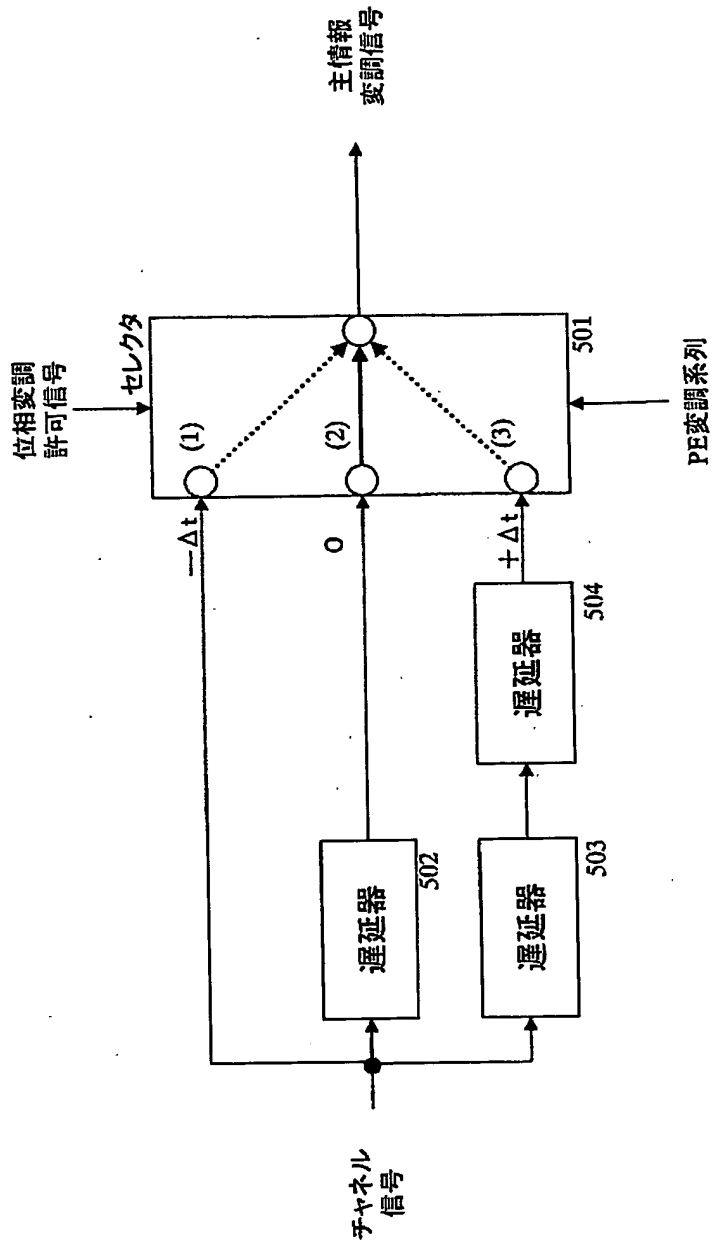 位相変調
許可信号
セレクタ
(1)
(2)
(3)
－Δt
0
＋Δt
501
主情報
変調信号
PE変調系列
チャネル
信号
遅延器
502
遅延器
503
遅延器
504